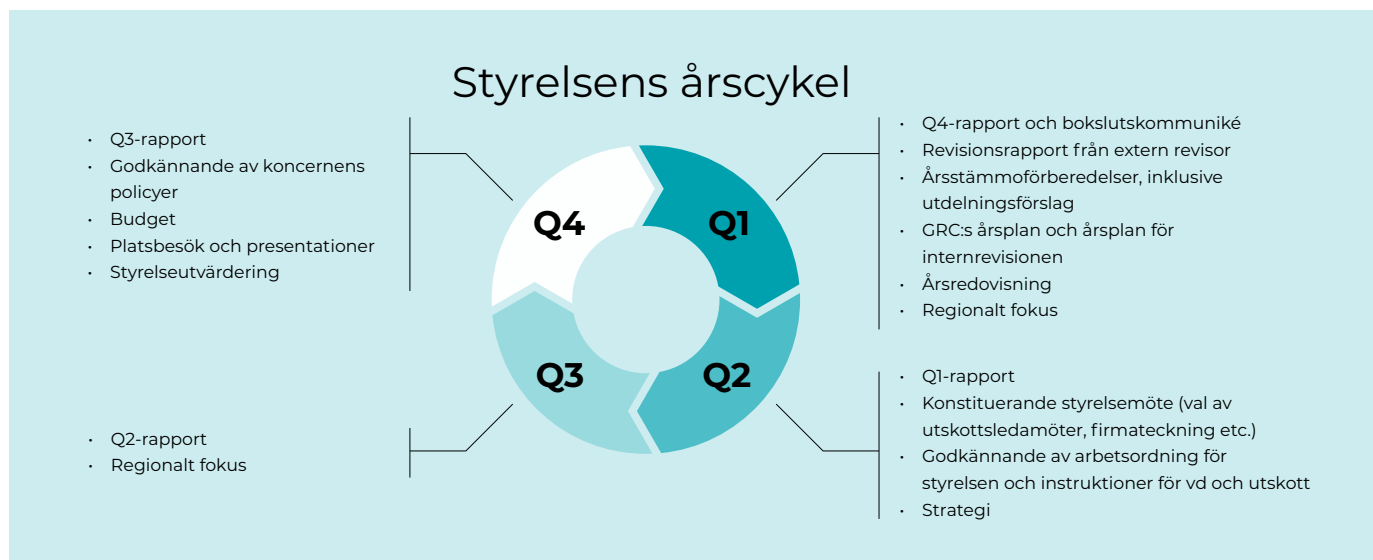 Styrelsens årscykel
• Q3-rapport
• Godkännande av koncernens
policyer
• Budget
• Platsbesök och presentationer
• Styrelseutvärdering
• Q4-rapport och bokslutskommuniké
• Revisionsrapport från extern revisor
• Årsstämmoförberedelser, inklusive
utdelningsförslag
• GRC:s årsplan och årsplan för
internrevisionen
• Årsredovisning
• Regionalt fokus
Q4
Q1
Q3
Q2
• Q2-rapport
• Regionalt fokus
• Q1-rapport
• Konstituerande styrelsemöte (val av
utskottsledamöter, firmateckning etc.)
• Godkännande av arbetsordning för
styrelsen och instruktioner för vd och utskott
• Strategi